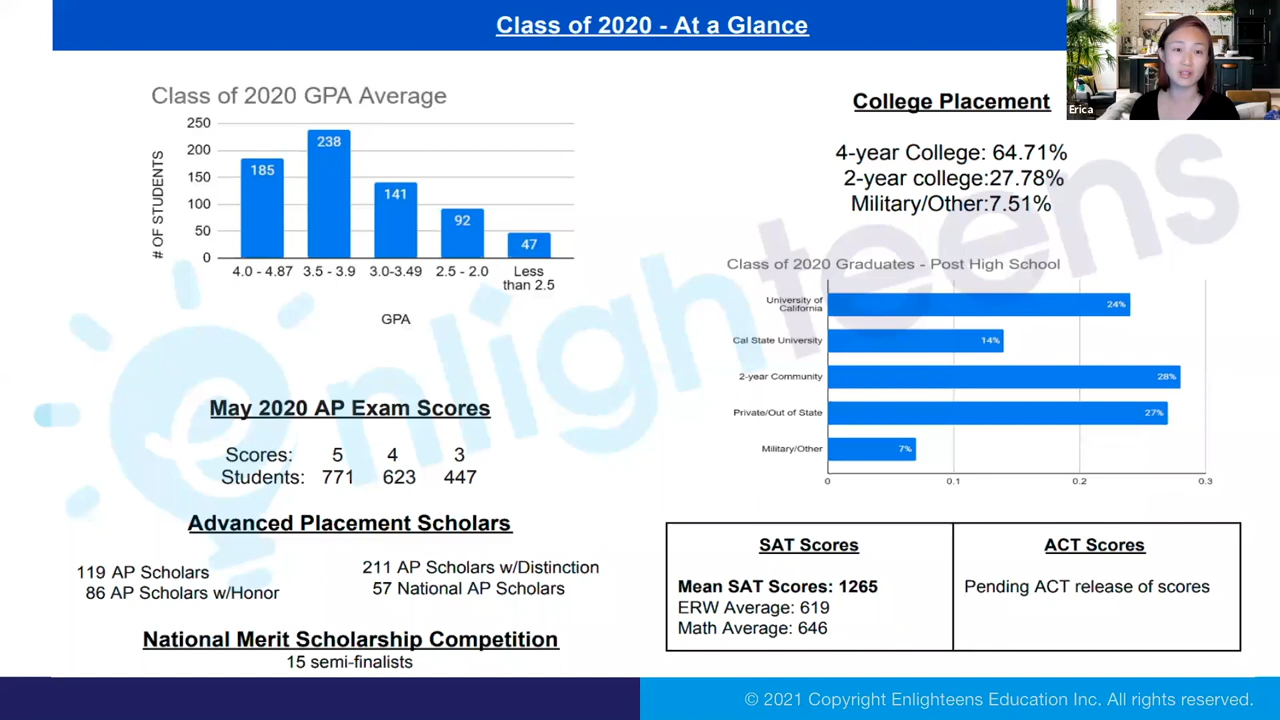 Class of 2020 - At a Glance
Erica
Class of 2020 GPA Average
250
200
150
100
50
0
# OF STUDENTS
185
238
141
92
47
4.0 - 4.87
3.5 - 3.9
3.0-3.49
2.5 - 2.0
Less
than 2.5
GPA
May 2020 AP Exam Scores
Scores: 5 4 3
Students: 771 623 447
Advanced Placement Scholars
119 AP Scholars
86 AP Scholars w/Honor
211 AP Scholars w/Distinction
57 National AP Scholars
National Merit Scholarship Competition
15 semi-finalists
College Placement
4-year College: 64.71%
2-year college:27.78%
Military/Other:7.51%
Class of 2020 Graduates - Post High School
University of
California
24%
Cal State University
14%
2-year Community
28%
Private/Out of State
27%
Military/Other
7%
0 0.1 0.2 0.3
SAT Scores
Mean SAT Scores: 1265
ERW Average: 619
Math Average: 646
ACT Scores
Pending ACT release of scores
enlighteens
© 2021 Copyright Enlighteens Education Inc. All rights reserved.